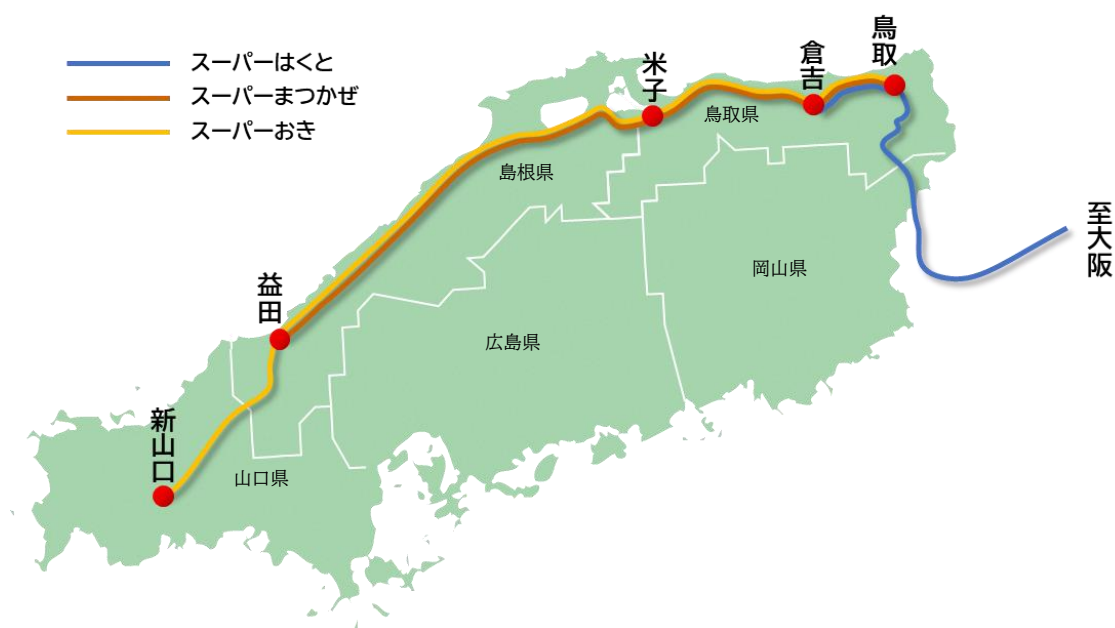 スーパーはくと
スーパーまつかぜ
スーパーおき
鳥取
倉吉
米子
鳥取県
島根県
至大阪
岡山県
益田
広島県
新山口
山口県